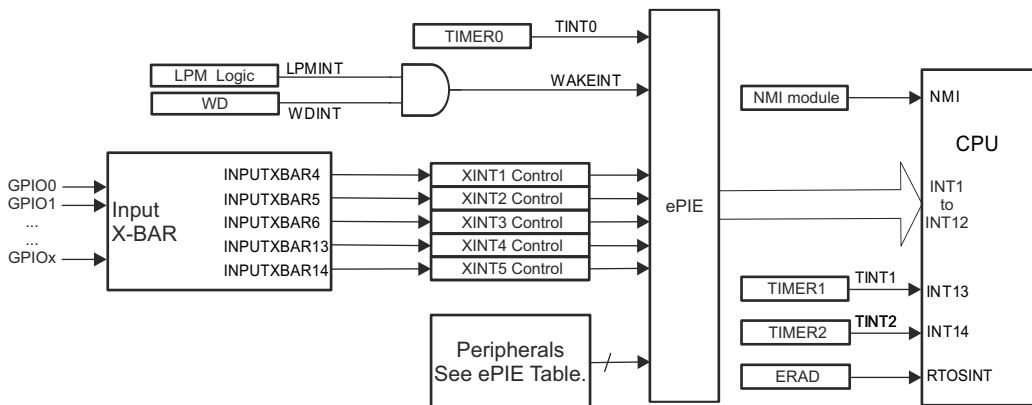 TIMER0
TINT0
LPM Logic
LPMINT
WD
WDINT
WAKEINT
NMI module
NMI
CPU
GPIO0
GPIO1
...
...
GPIOx
Input
X-BAR
INPUTXBAR4
INPUTXBAR5
INPUTXBAR6
INPUTXBAR13
INPUTXBAR14
XINT1 Control
XINT2 Control
XINT3 Control
XINT4 Control
XINT5 Control
ePIE
INT1
to
INT12
Peripherals
See ePIE Table.
TIMER1
TINT1
INT13
TIMER2
TINT2
INT14
ERAD
RTOSINT